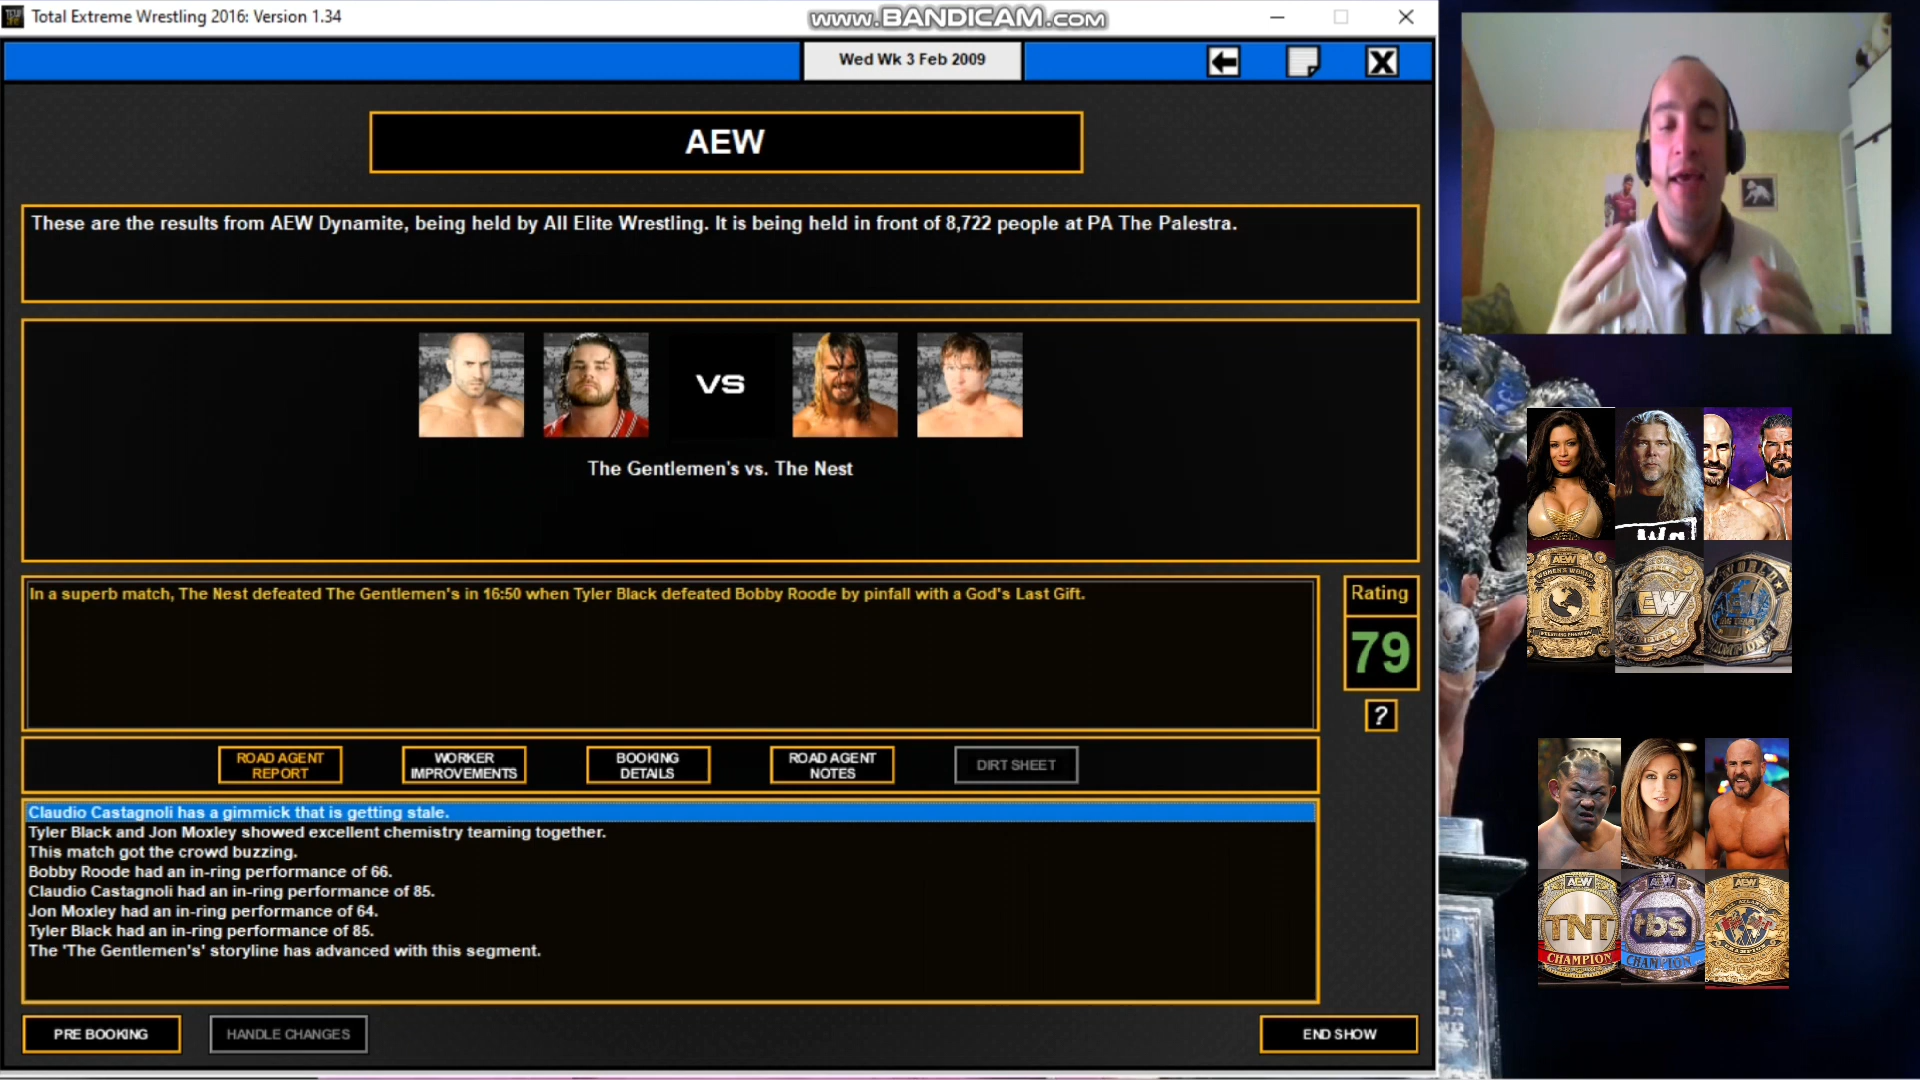 Total Extreme Wrestling 2016: Version 1.34
www.BANDICAM.com
Wed Wk 3 Feb 2009
AEW
These are the results from AEW Dynamite, being held by All Elite Wrestling. It is being held in front of 8,722 people at PA The Palestra.
VS
The Gentlemen's vs. The Nest
In a superb match, The Nest defeated The Gentlemen's in 16:50 when Tyler Black defeated Bobby Roode by pinfall with a God's Last Gift.
Rating
79
?
ROAD AGENT REPORT
WORKER IMPROVEMENTS
BOOKING DETAILS
ROAD AGENT NOTES
DIRT SHEET
Claudio Castagnoli has a gimmick that is getting stale.
Tyler Black and Jon Moxley showed excellent chemistry teaming together.
This match got the crowd buzzing.
Bobby Roode had an in-ring performance of 66.
Claudio Castagnoli had an in-ring performance of 85.
Jon Moxley had an in-ring performance of 64.
Tyler Black had an in-ring performance of 85.
The 'The Gentlemen's' storyline has advanced with this segment.
PRE BOOKING
HANDLE CHANGES
END SHOW
AEW
WOMEN'S WORLD
AEW
WORLD
AEW
TNT
CHAMPION
AEW
tbs
CHAMPION
AEW